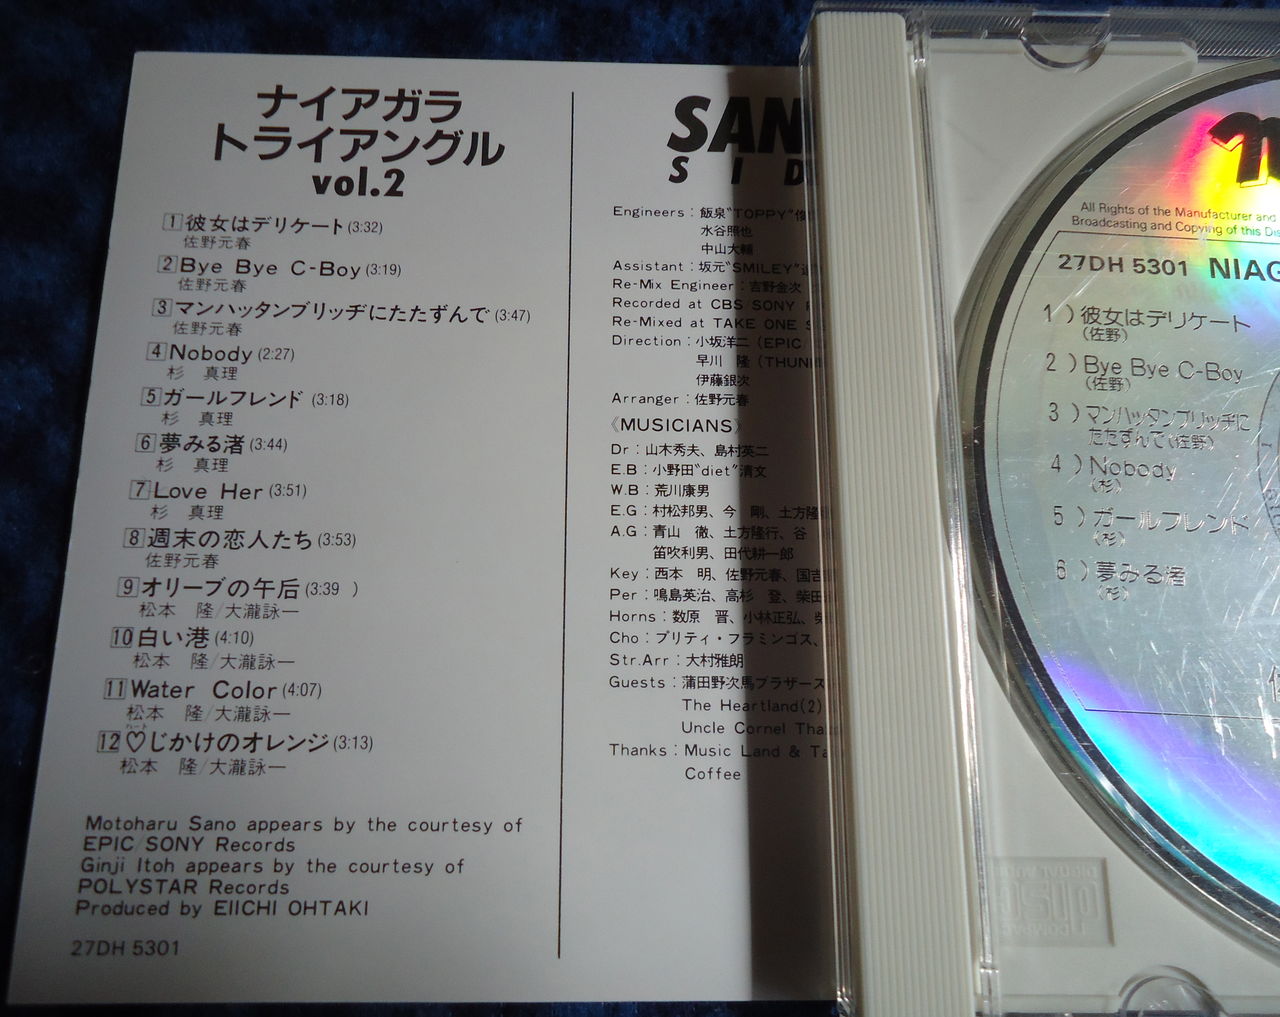 ナイアガラ
トライアングル
vol.2
1 彼女はデリケート(3:32)
佐野元春
2 Bye Bye C-Boy(3:19)
佐野元春
3 マンハッタンブリッヂにたたずんで(3:47)
佐野元春
4 Nobody(2:27)
杉 真理
5 ガールフレンド(3:18)
杉 真理
6 夢みる渚(3:44)
杉 真理
7 Love Her(3:51)
杉 真理
8 週末の恋人たち(3:53)
佐野元春
9 オリーブの午后(3:39 )
松本 隆/大瀧詠一
10 白い港(4:10)
松本 隆/大瀧詠一
11 Water Color(4:07)
松本 隆/大瀧詠一
ハート
12 ♡じかけのオレンジ(3:13)
松本 隆/大瀧詠一
Motoharu Sano appears by the courtesy of
EPIC/SONY Records
Ginji Itoh appears by the courtesy of
POLYSTAR Records
Produced by EIICHI OHTAKI
27DH 5301
SAN
SID
Engineers：飯泉"TOPPY"俊
水谷照也
中山大輔
Assistant：坂元"SMILEY"
Re-Mix Engineer：吉野金次
Recorded at CBS/SONY
Re-Mixed at TAKE ONE
Direction：小坂洋二(EPIC/
早川 隆(THUN
伊藤銀次
Arranger：佐野元春
《MUSICIANS》
Dr：山木秀夫、島村英二
E.B：小野田"diet"清文
W.B：荒川康男
E.G：村松邦男、今 剛、土方隆
A.G：青山 徹、土方隆行、谷
笛吹利男、田代耕一郎
Key：西本 明、佐野元春、国吉
Per：鳴島英治、高杉 登、柴田
Horns：数原 晋、小林正弘、
Cho：プリティ・フラミンゴス、
Str.Arr：大村雅朗
Guests：蒲田野次馬ブラザース
The Heartland(2)
Uncle Cornel
Thanks：Music Land &
Coffee
All Rights of the Manufacturer and
Broadcasting and Copying of this
27DH 5301 NIAG
1)彼女はデリケート
(佐野)
2)Bye Bye C-Boy
(佐野)
3)マンハッタンブリッヂに
たたずんで(佐野)
4)Nobody
(杉)
5)ガールフレンド
(杉)
6)夢みる渚
(杉)
COMPACT
disc
DIGITAL AUDIO